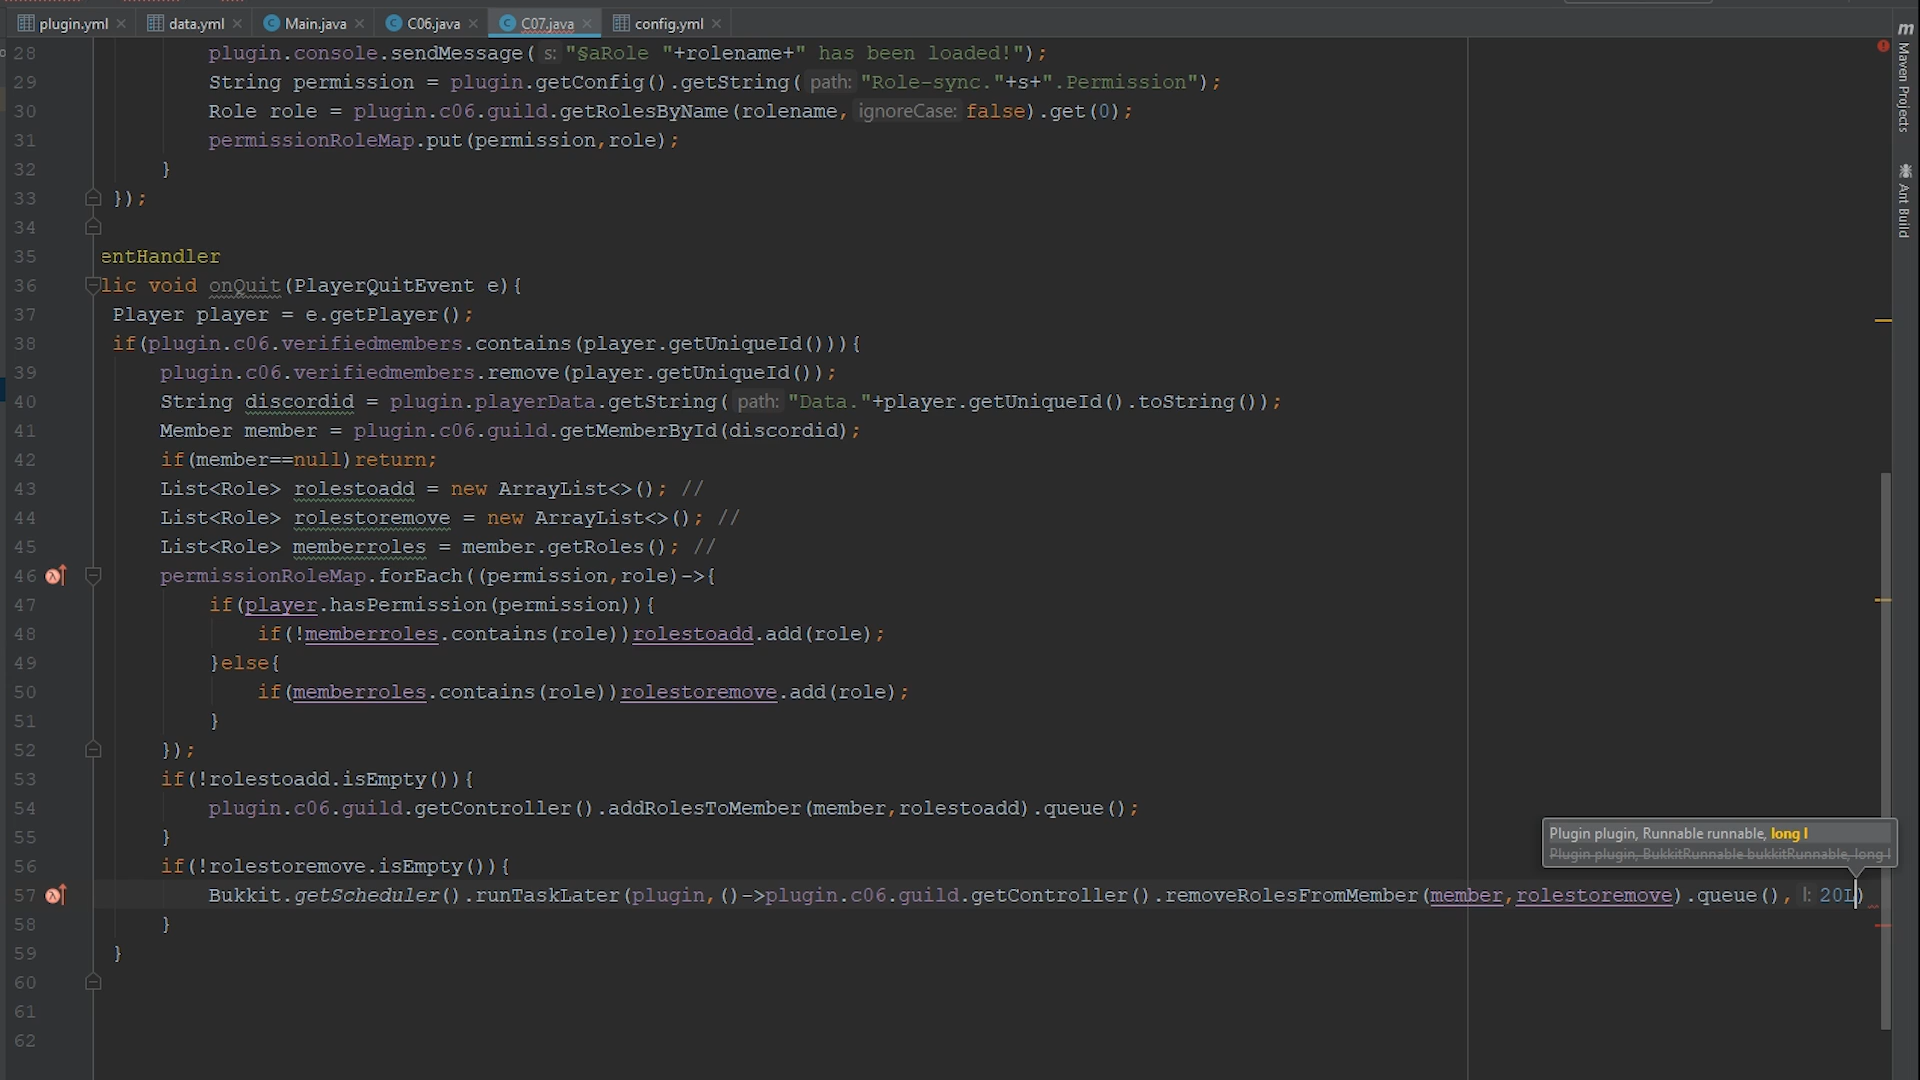 plugin.yml
data.yml
Main.java
C06.java
C07.java
config.yml
28 plugin.console.sendMessage( s: "§aRole "+rolename+" has been loaded!");
29 String permission = plugin.getConfig().getString( path: "Role-sync."+s+".Permission");
30 Role role = plugin.c06.guild.getRolesByName(rolename, ignoreCase: false).get(0);
31 permissionRoleMap.put(permission,role);
32 }
33 });
34
35 entHandler
36 lic void onQuit(PlayerQuitEvent e){
37 Player player = e.getPlayer();
38 if(plugin.c06.verifiedmembers.contains(player.getUniqueId())){
39 plugin.c06.verifiedmembers.remove(player.getUniqueId());
40 String discordid = plugin.playerData.getString( path: "Data."+player.getUniqueId().toString());
41 Member member = plugin.c06.guild.getMemberById(discordid);
42 if(member==null)return;
43 List<Role> rolestoadd = new ArrayList<>(); //
44 List<Role> rolestoremove = new ArrayList<>(); //
45 List<Role> memberroles = member.getRoles(); //
46 permissionRoleMap.forEach((permission,role)->{
47 if(player.hasPermission(permission)){
48 if(!memberroles.contains(role))rolestoadd.add(role);
49 }else{
50 if(memberroles.contains(role))rolestoremove.add(role);
51 }
52 });
53 if(!rolestoadd.isEmpty()){
54 plugin.c06.guild.getController().addRolesToMember(member,rolestoadd).queue();
55 }
56 if(!rolestoremove.isEmpty()){
57 Bukkit.getScheduler().runTaskLater(plugin,()->plugin.c06.guild.getController().removeRolesFromMember(member,rolestoremove).queue(), l: 20L)
58 }
59 }
60
61
62
Plugin plugin, Runnable runnable, long l
Plugin plugin, BukkitRunnable bukkitRunnable, long l
m Maven Projects
Ant Build